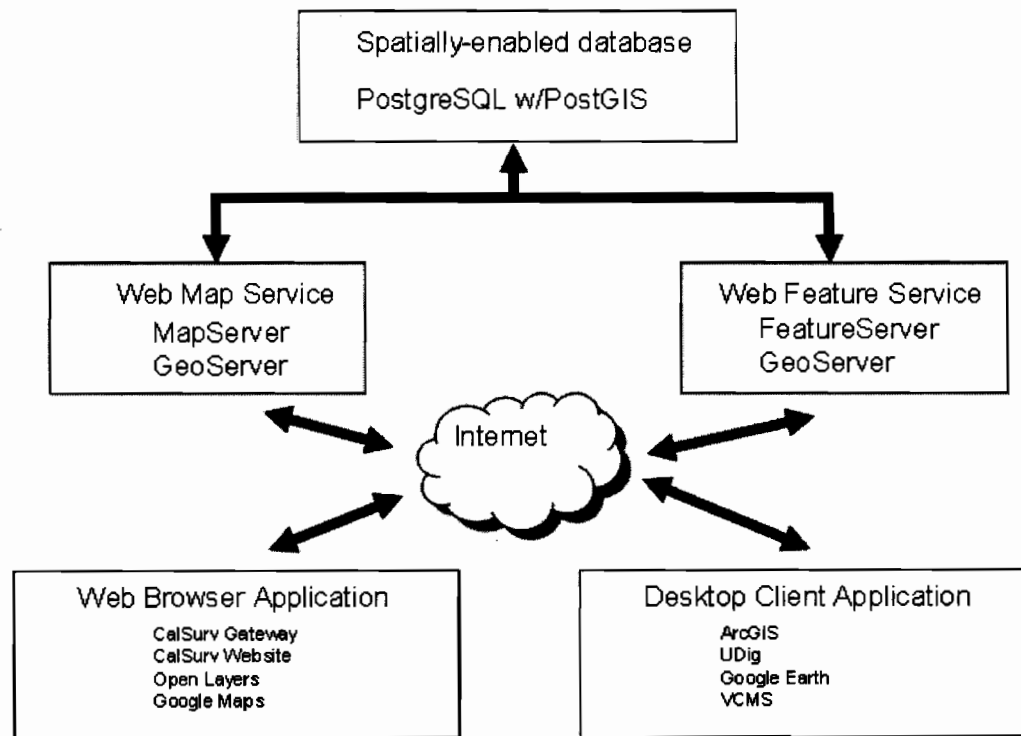 Spatially-enabled database
PostgreSQL w/PostGIS
Web Map Service
MapServer
GeoServer
Web Feature Service
FeatureServer
GeoServer
Internet
Web Browser Application
CalSurv Gateway
CalSurv Website
Open Layers
Google Maps
Desktop Client Application
ArcGIS
UDig
Google Earth
VCMS